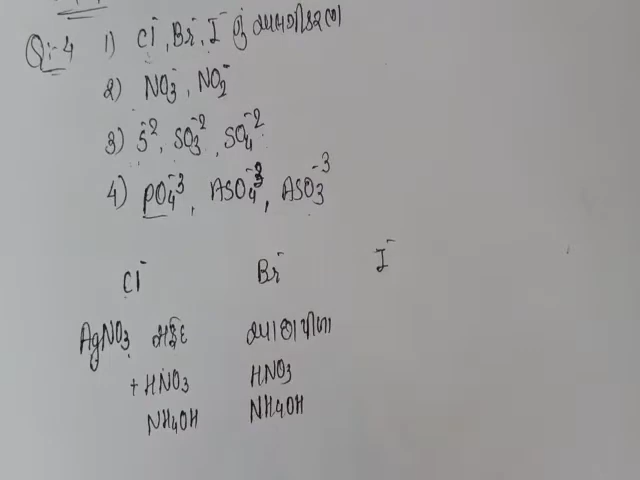 Q:-4 1) Cl⁻, Br⁻, I⁻ નું અલગીકરણ
2) NO₃⁻, NO₂⁻
3) S⁻², SO₃⁻², SO₄⁻²
4) PO₄⁻³, ASO₄⁻³, ASO₃⁻³
Cl⁻ Br⁻ I⁻
AgNO₃ સફેદ આછા પીળા
+ HNO₃ HNO₃
NH₄OH NH₄OH